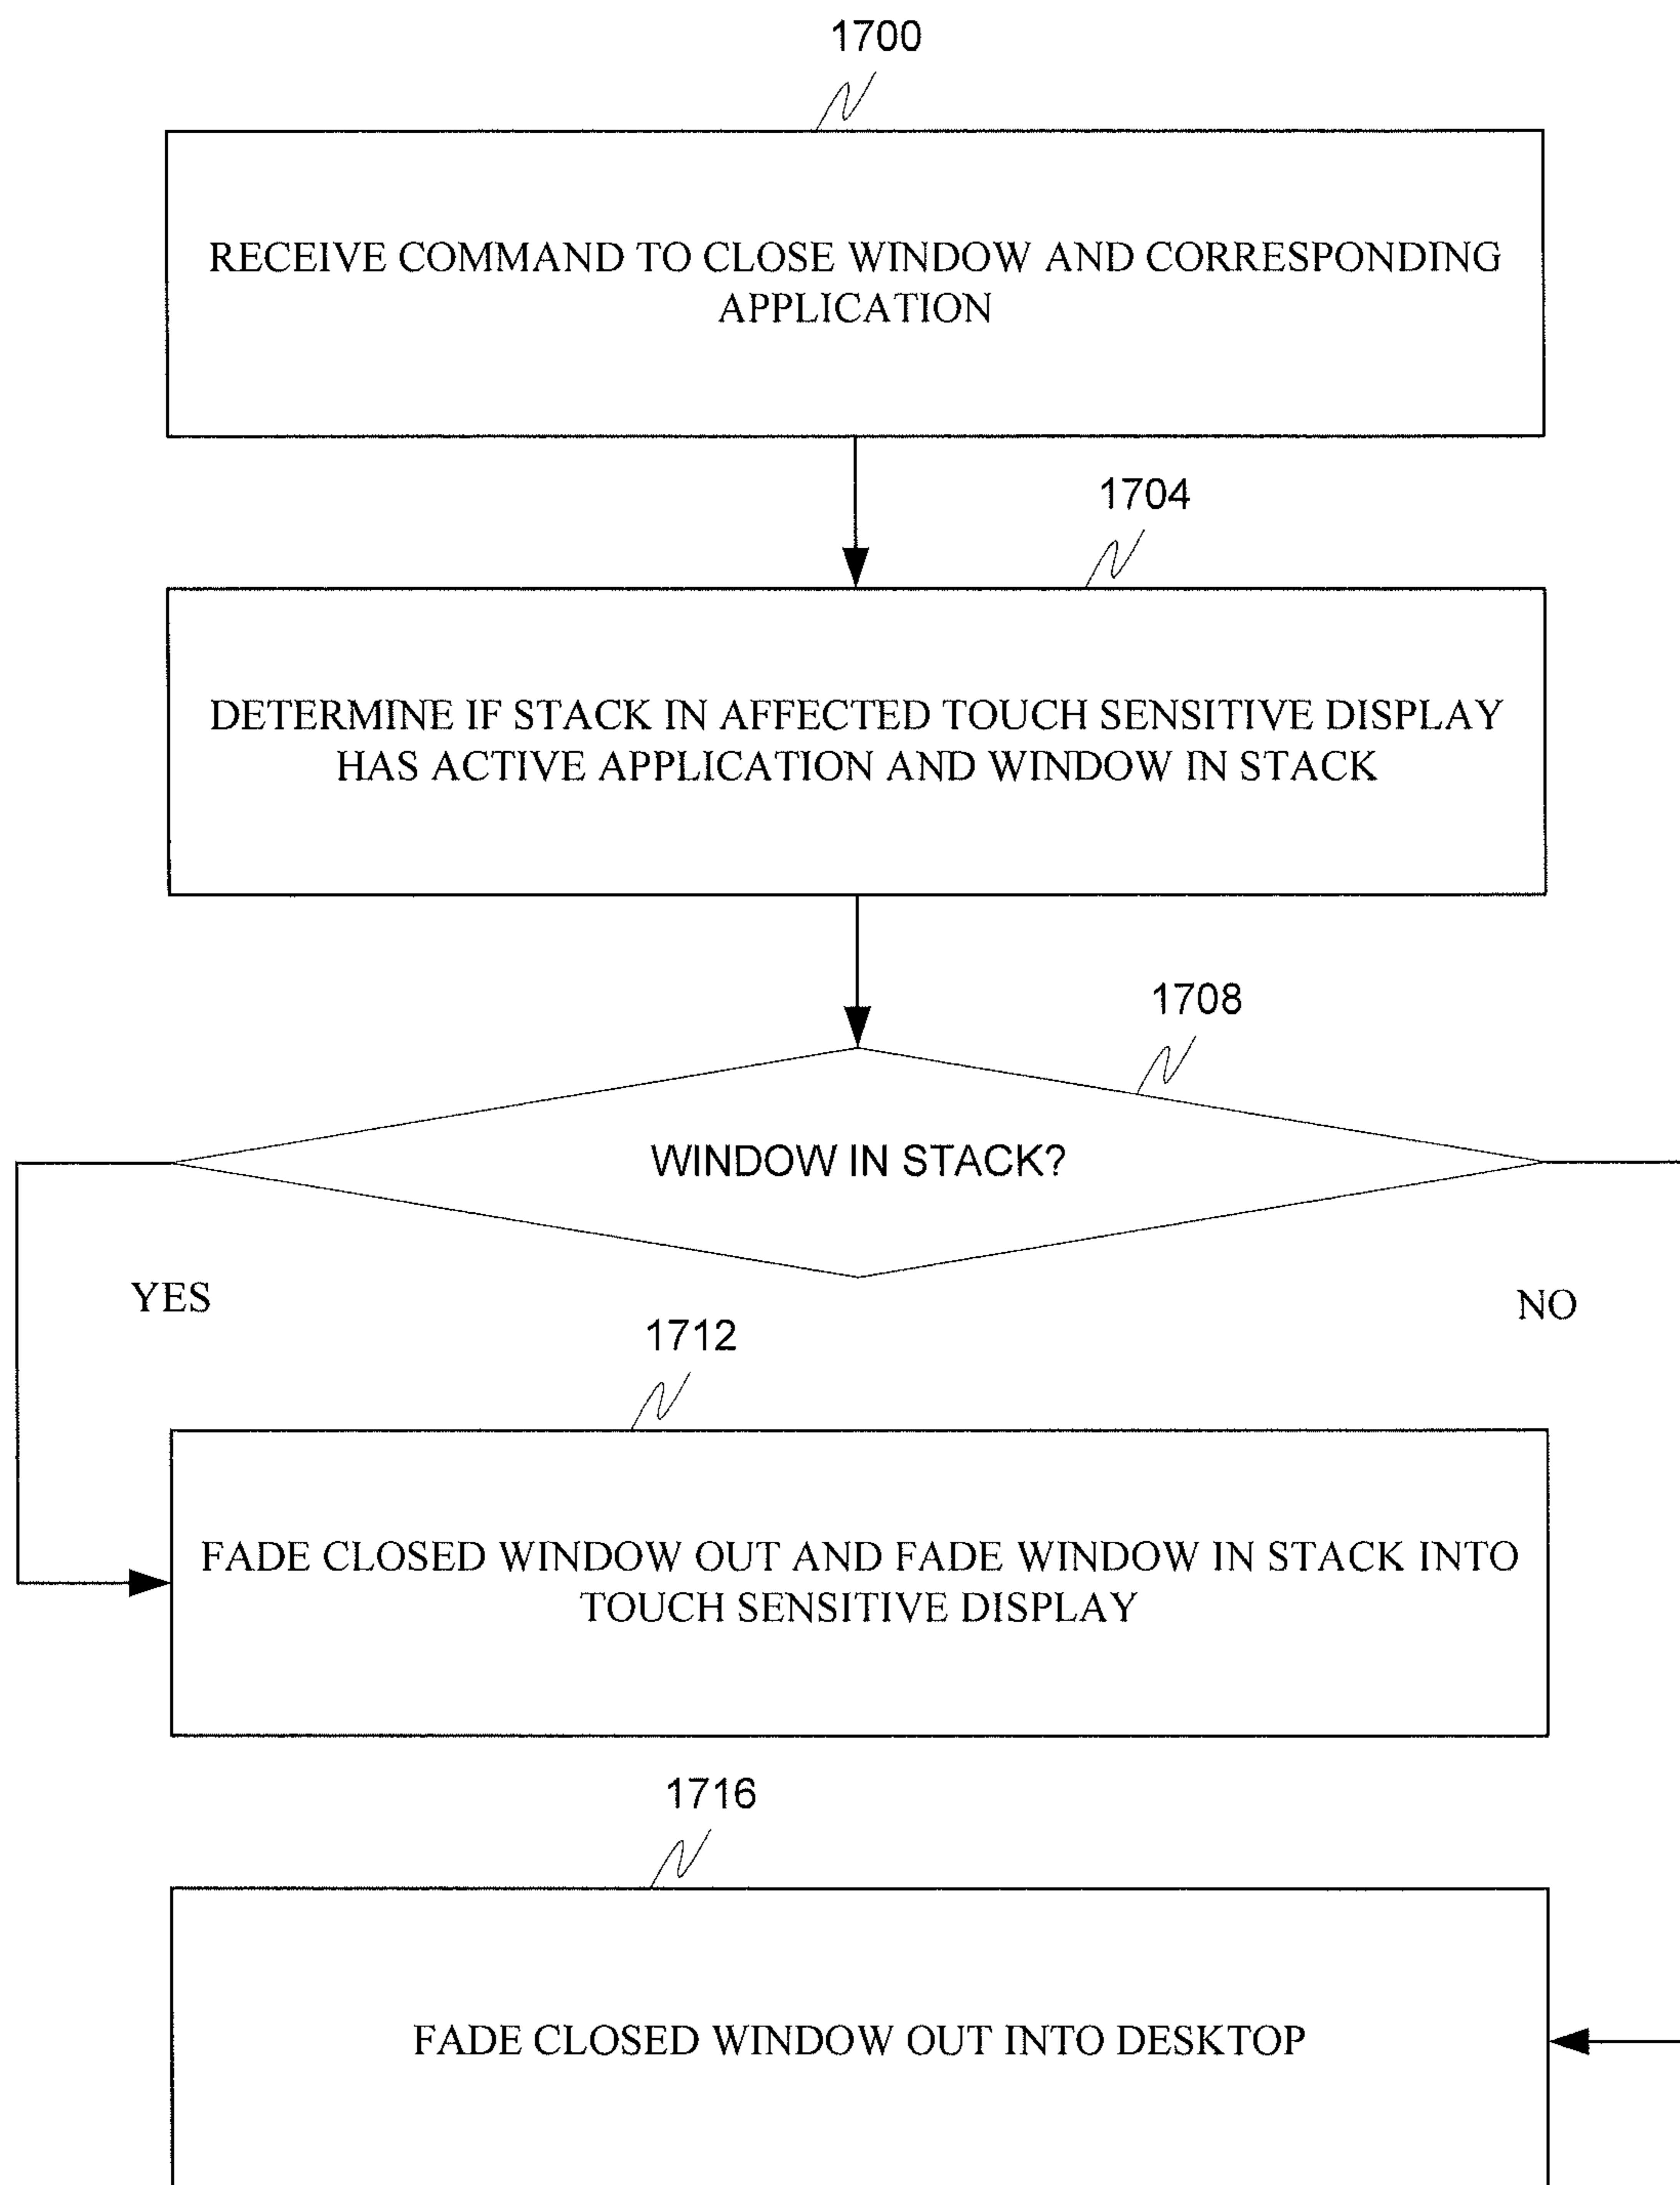 1700
RECEIVE COMMAND TO CLOSE WINDOW AND CORRESPONDING
APPLICATION
1704
DETERMINE IF STACK IN AFFECTED TOUCH SENSITIVE DISPLAY
HAS ACTIVE APPLICATION AND WINDOW IN STACK
1708
WINDOW IN STACK?
YES
NO
1712
FADE CLOSED WINDOW OUT AND FADE WINDOW IN STACK INTO
TOUCH SENSITIVE DISPLAY
1716
FADE CLOSED WINDOW OUT INTO DESKTOP